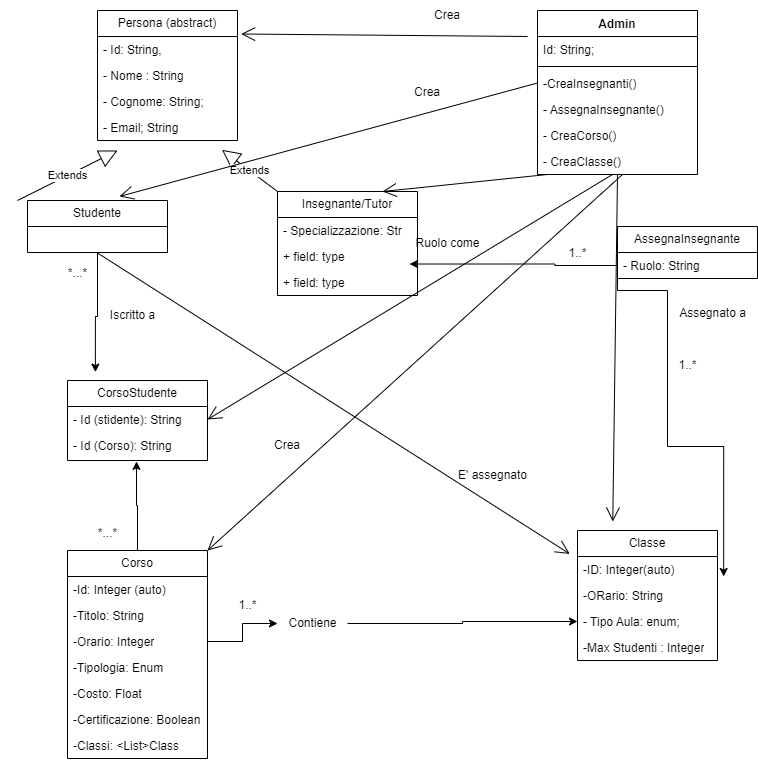 Persona (abstract)
- Id: String,
- Nome : String
- Cognome: String;
- Email; String
Crea
Admin
Id: String;
-CreaInsegnanti()
- AssegnaInsegnante()
- CreaCorso()
- CreaClasse()
Crea
Extends
Extends
Studente
Insegnante/Tutor
- Specializzazione: Str
+ field: type
+ field: type
Ruolo come
1..*
AssegnaInsegnante
- Ruolo: String
*...*
Iscritto a
Assegnato a
1..*
CorsoStudente
- Id (stidente): String
- Id (Corso): String
Crea
E' assegnato
*...*
Corso
-Id: Integer (auto)
-Titolo: String
-Orario: Integer
-Tipologia: Enum
-Costo: Float
-Certificazione: Boolean
-Classi: <List>Class
1..*
Contiene
Classe
-ID: Integer(auto)
-ORario: String
- Tipo Aula: enum;
-Max Studenti : Integer